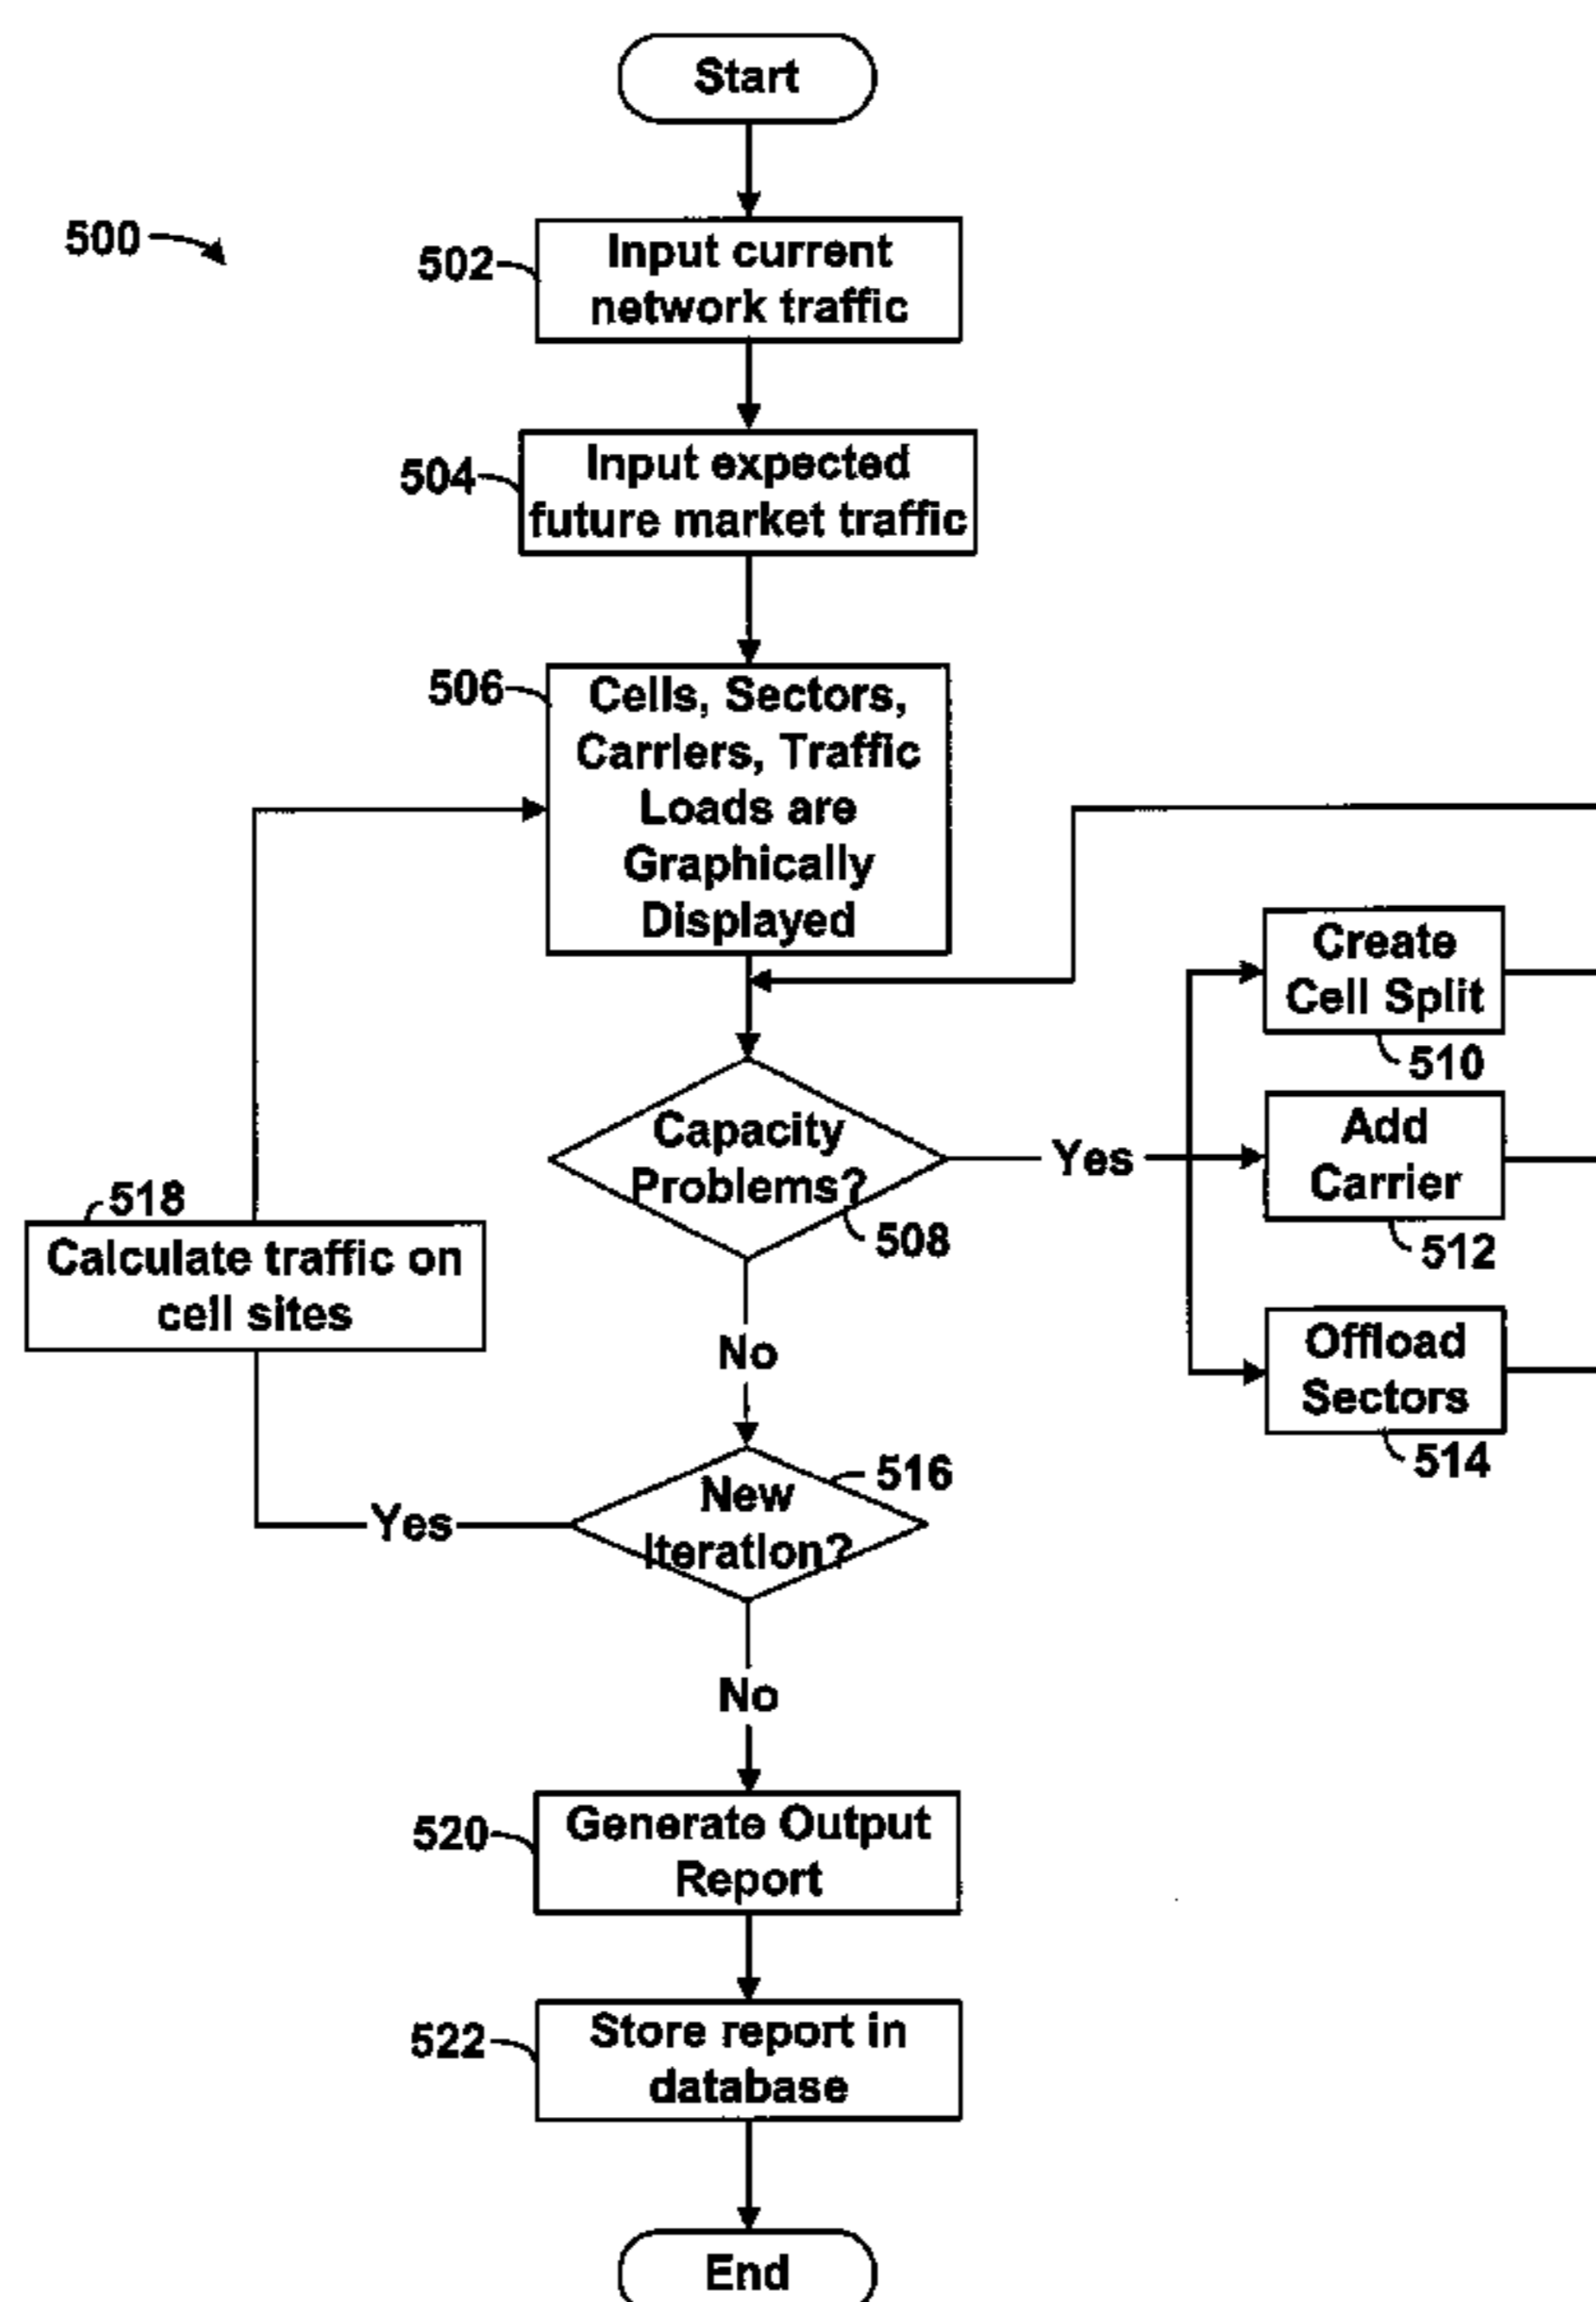 Start
500
502
Input current
network traffic
504
Input expected
future market traffic
506
Cells, Sectors,
Carriers, Traffic
Loads are
Graphically
Displayed
Create
Cell Split
510
Capacity
Problems?
508
Yes
Add
Carrier
512
518
Calculate traffic on
cell sites
No
Offload
Sectors
514
516
New
Iteration?
Yes
No
520
Generate Output
Report
522
Store report in
database
End